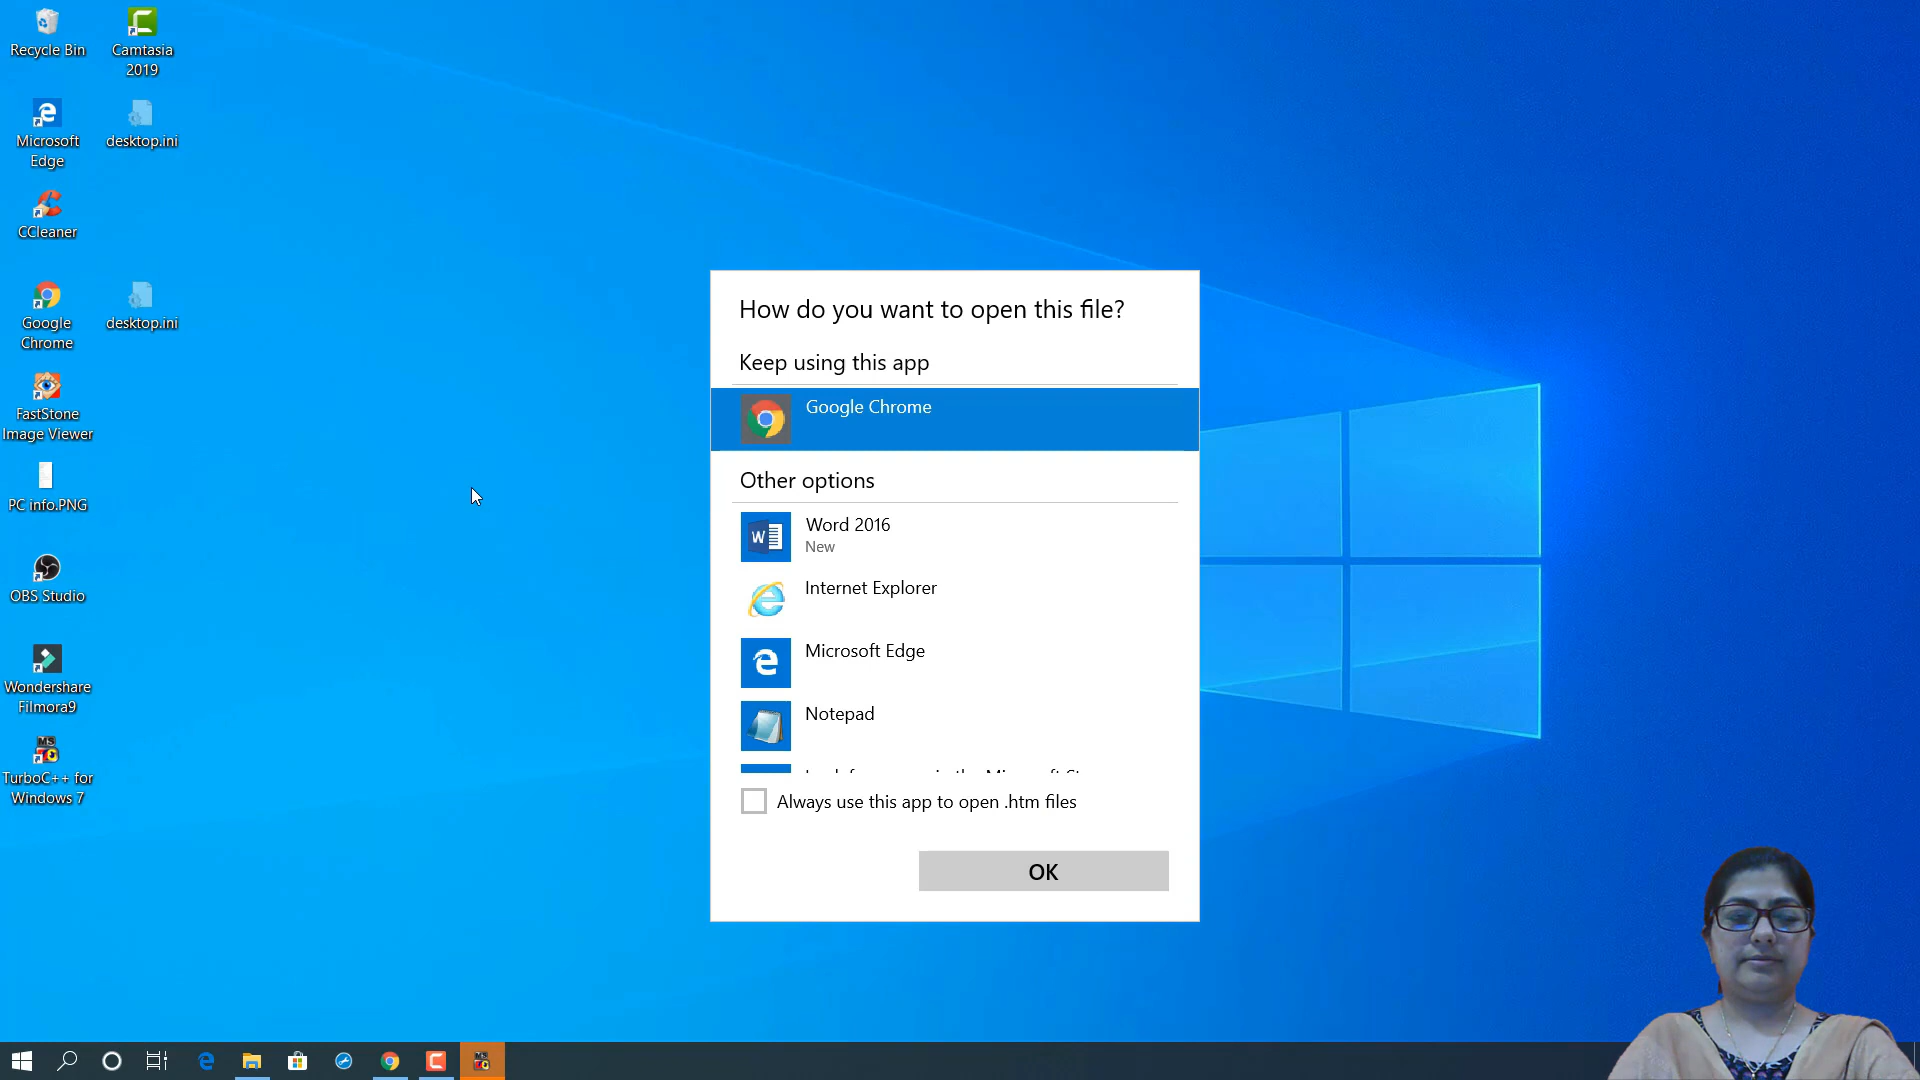 Recycle Bin
Camtasia
2019
Microsoft
Edge
desktop.ini
CCleaner
Google
Chrome
desktop.ini
FastStone
Image Viewer
PC info.PNG
OBS Studio
Wondershare
Filmora9
TurboC++ for
Windows 7
How do you want to open this file?
Keep using this app
Google Chrome
Other options
Word 2016
New
Internet Explorer
Microsoft Edge
Notepad
Always use this app to open .htm files
OK